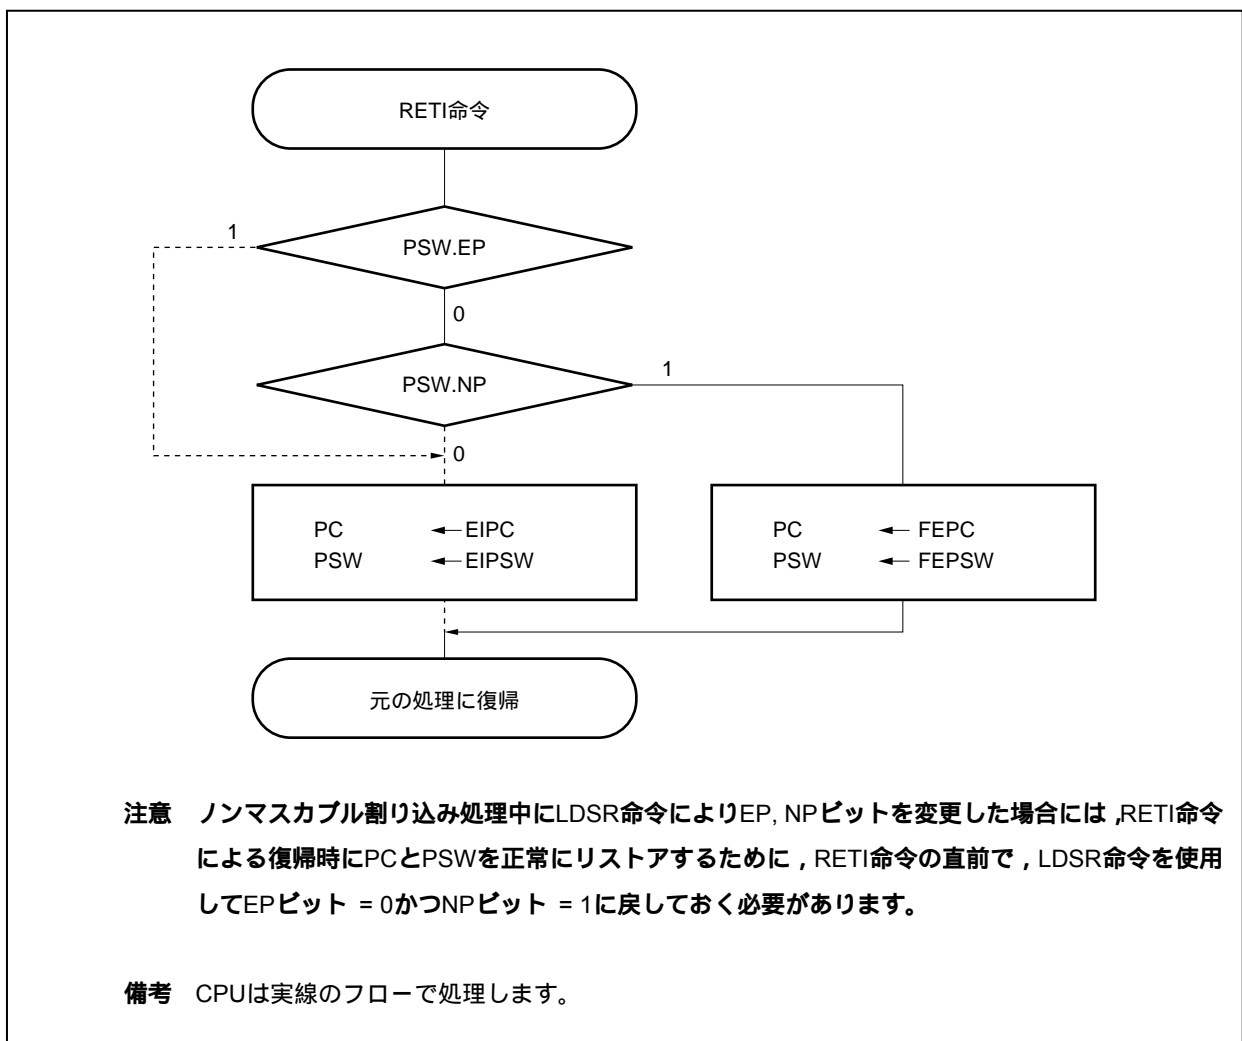 RETI命令
1
PSW.EP
0
PSW.NP
1
0
PC ← EIPC
PSW ← EIPSW
PC ← FEPC
PSW ← FEPSW
元の処理に復帰
注意 ノンマスカブル割り込み処理中にLDSR命令によりEP, NPビットを変更した場合には，RETI命令
による復帰時にPCとPSWを正常にリストアするために，RETI命令の直前で，LDSR命令を使用
してEPビット = 0かつNPビット = 1に戻しておく必要があります。
備考 CPUは実線のフローで処理します。